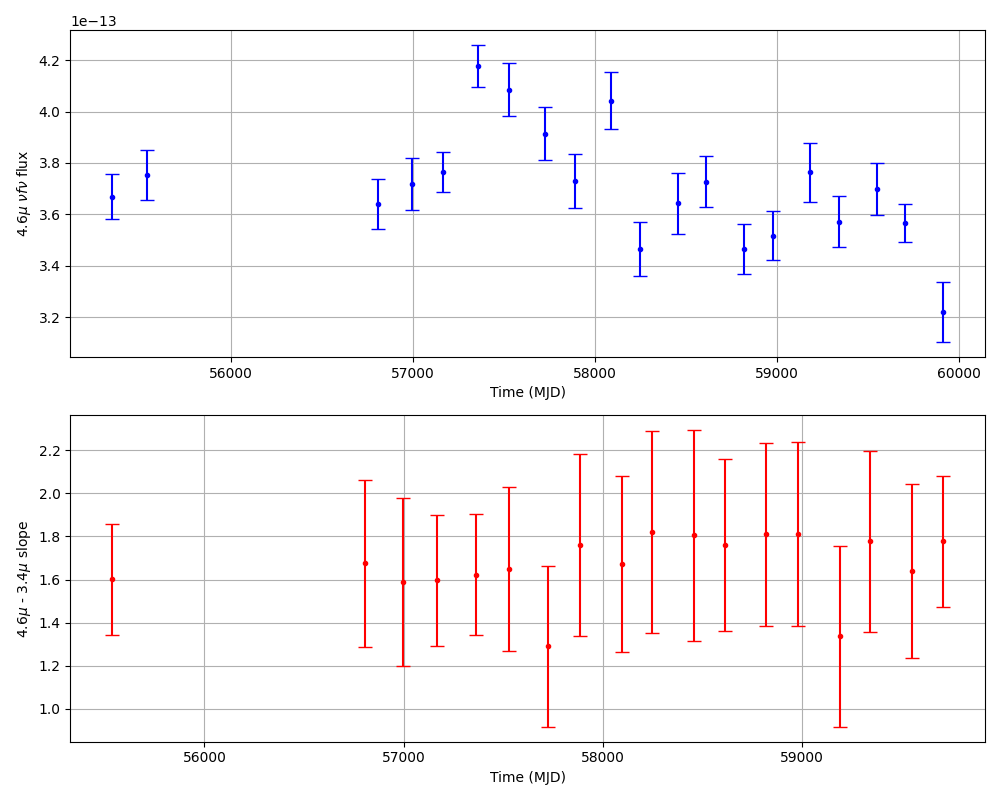 1e−13
4.6μ νfν flux
4.2
4.0
3.8
3.6
3.4
3.2
56000 57000 58000 59000 60000
Time (MJD)
4.6μ - 3.4μ slope
2.2
2.0
1.8
1.6
1.4
1.2
1.0
56000 57000 58000 59000
Time (MJD)